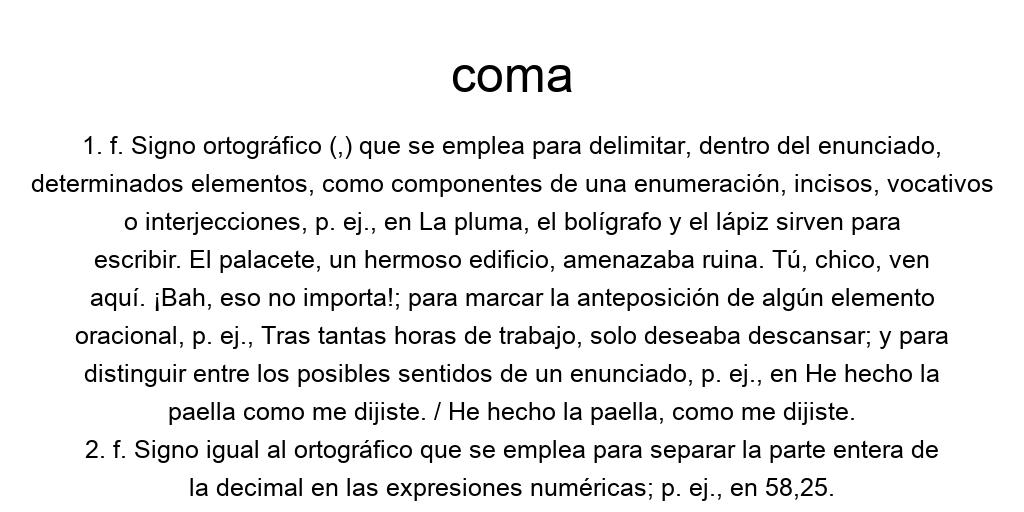 coma
1. f. Signo ortográfico (,) que se emplea para delimitar, dentro del enunciado,
determinados elementos, como componentes de una enumeración, incisos, vocativos
o interjecciones, p. ej., en La pluma, el bolígrafo y el lápiz sirven para
escribir. El palacete, un hermoso edificio, amenazaba ruina. Tú, chico, ven
aquí. ¡Bah, eso no importa!; para marcar la anteposición de algún elemento
oracional, p. ej., Tras tantas horas de trabajo, solo deseaba descansar; y para
distinguir entre los posibles sentidos de un enunciado, p. ej., en He hecho la
paella como me dijiste. / He hecho la paella, como me dijiste.
2. f. Signo igual al ortográfico que se emplea para separar la parte entera de
la decimal en las expresiones numéricas; p. ej., en 58,25.